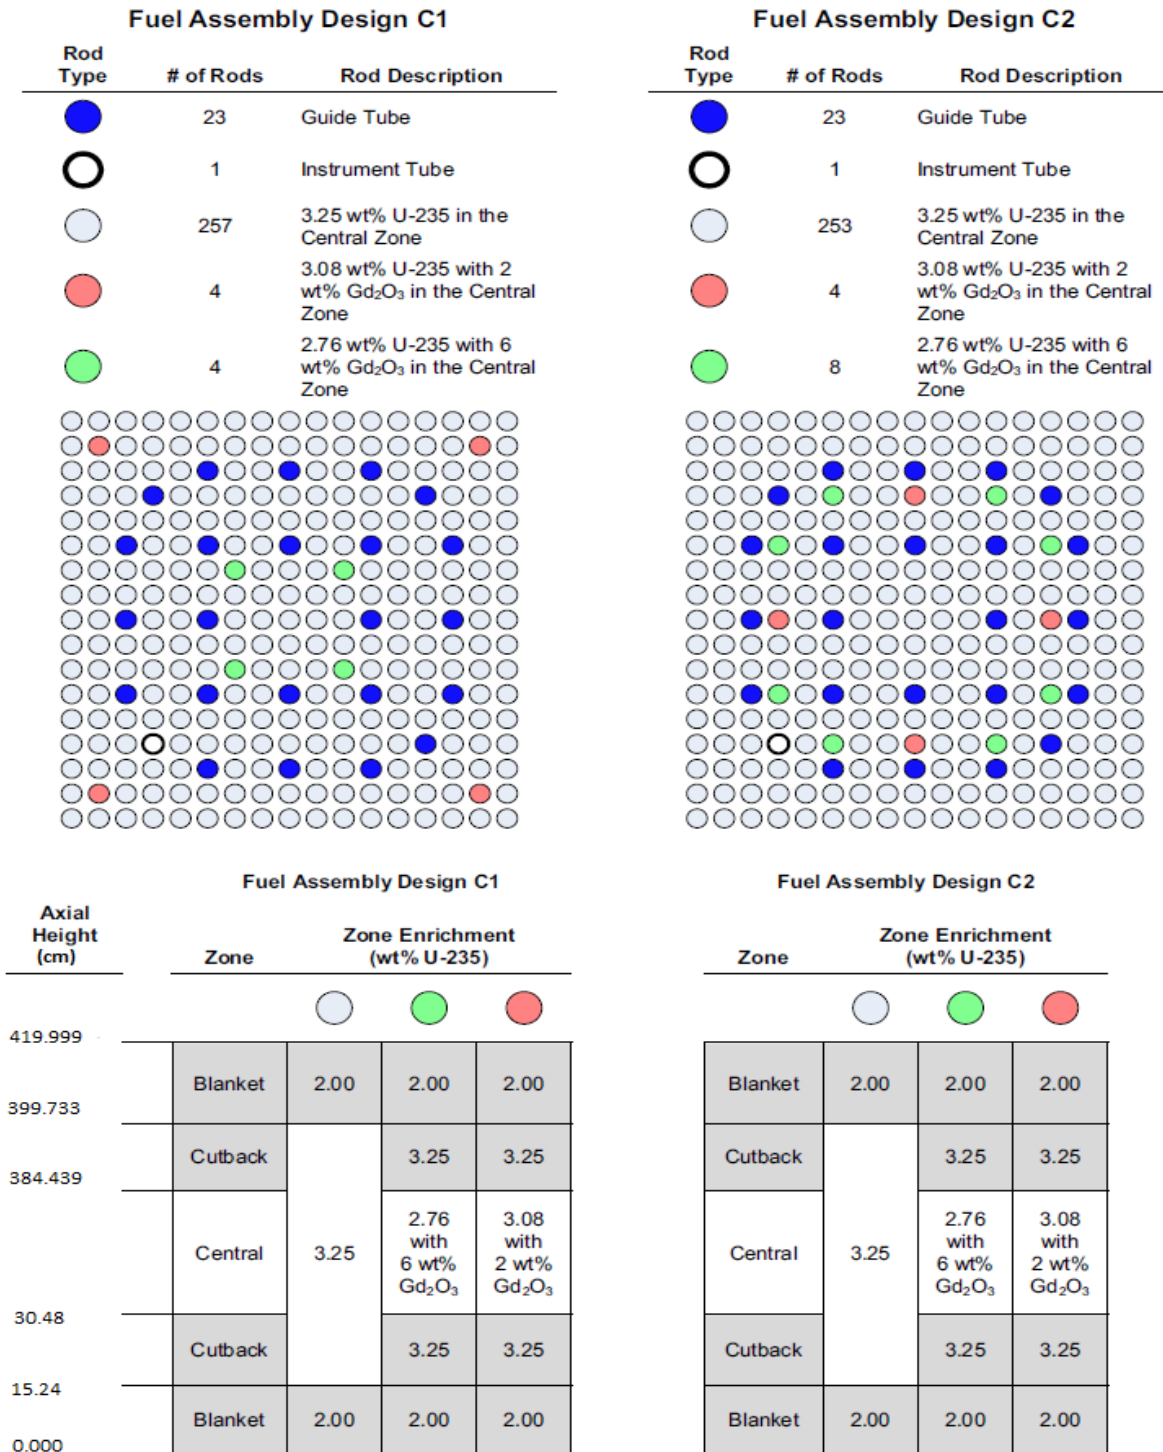 Fuel Assembly Design C1
Rod Type
# of Rods
Rod Description
23
Guide Tube
1
Instrument Tube
257
3.25 wt% U-235 in the
Central Zone
4
3.08 wt% U-235 with 2
wt% Gd₂O₃ in the Central
Zone
4
2.76 wt% U-235 with 6
wt% Gd₂O₃ in the Central
Zone
Fuel Assembly Design C2
Rod Type
# of Rods
Rod Description
23
Guide Tube
1
Instrument Tube
253
3.25 wt% U-235 in the
Central Zone
4
3.08 wt% U-235 with 2
wt% Gd₂O₃ in the Central
Zone
8
2.76 wt% U-235 with 6
wt% Gd₂O₃ in the Central
Zone
Fuel Assembly Design C1
Axial
Height
(cm)
Zone
Zone Enrichment
(wt% U-235)
419.999
Blanket 2.00 2.00 2.00
399.733
Cutback 3.25 3.25
384.439
Central
3.25
2.76
with
6 wt%
Gd₂O₃
3.08
with
2 wt%
Gd₂O₃
30.48
Cutback 3.25 3.25
15.24
Blanket 2.00 2.00 2.00
0.000
Fuel Assembly Design C2
Zone
Zone Enrichment
(wt% U-235)
Blanket 2.00 2.00 2.00
Cutback 3.25 3.25
Central
3.25
2.76
with
6 wt%
Gd₂O₃
3.08
with
2 wt%
Gd₂O₃
Cutback 3.25 3.25
Blanket 2.00 2.00 2.00